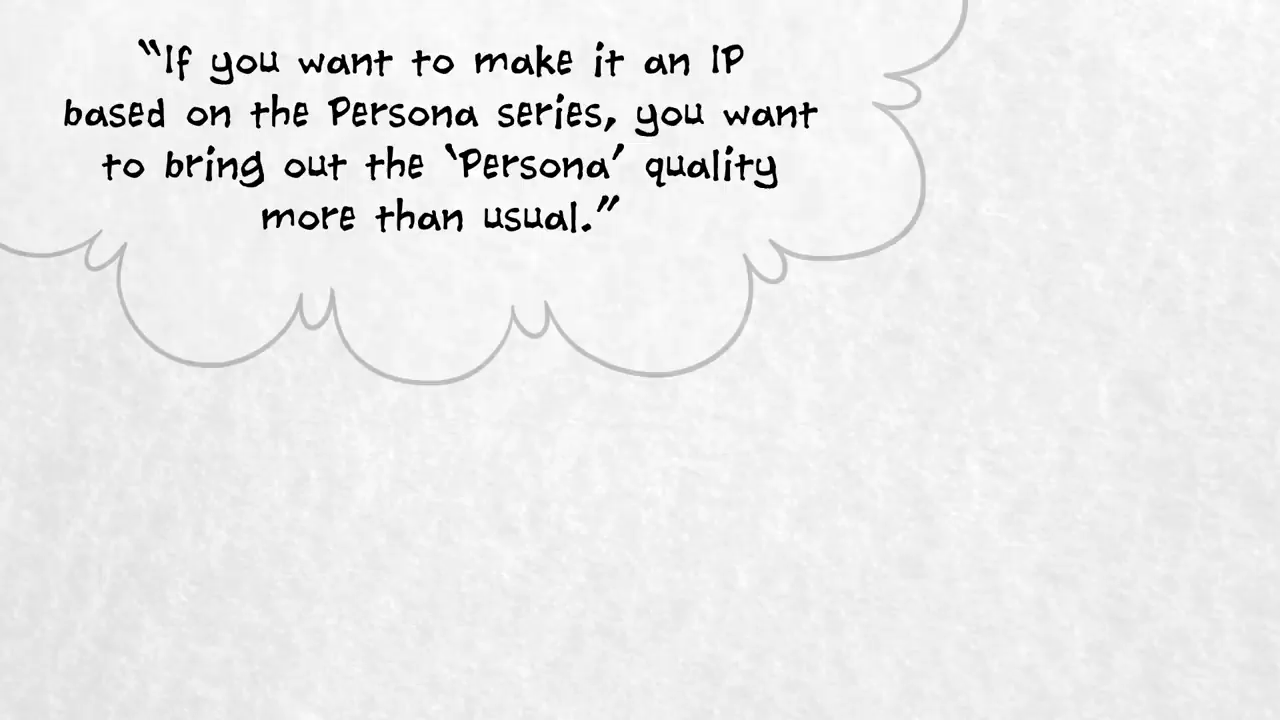 “If you want to make it an IP
based on the Persona series, you want
to bring out the ‘Persona’ quality
more than usual.”